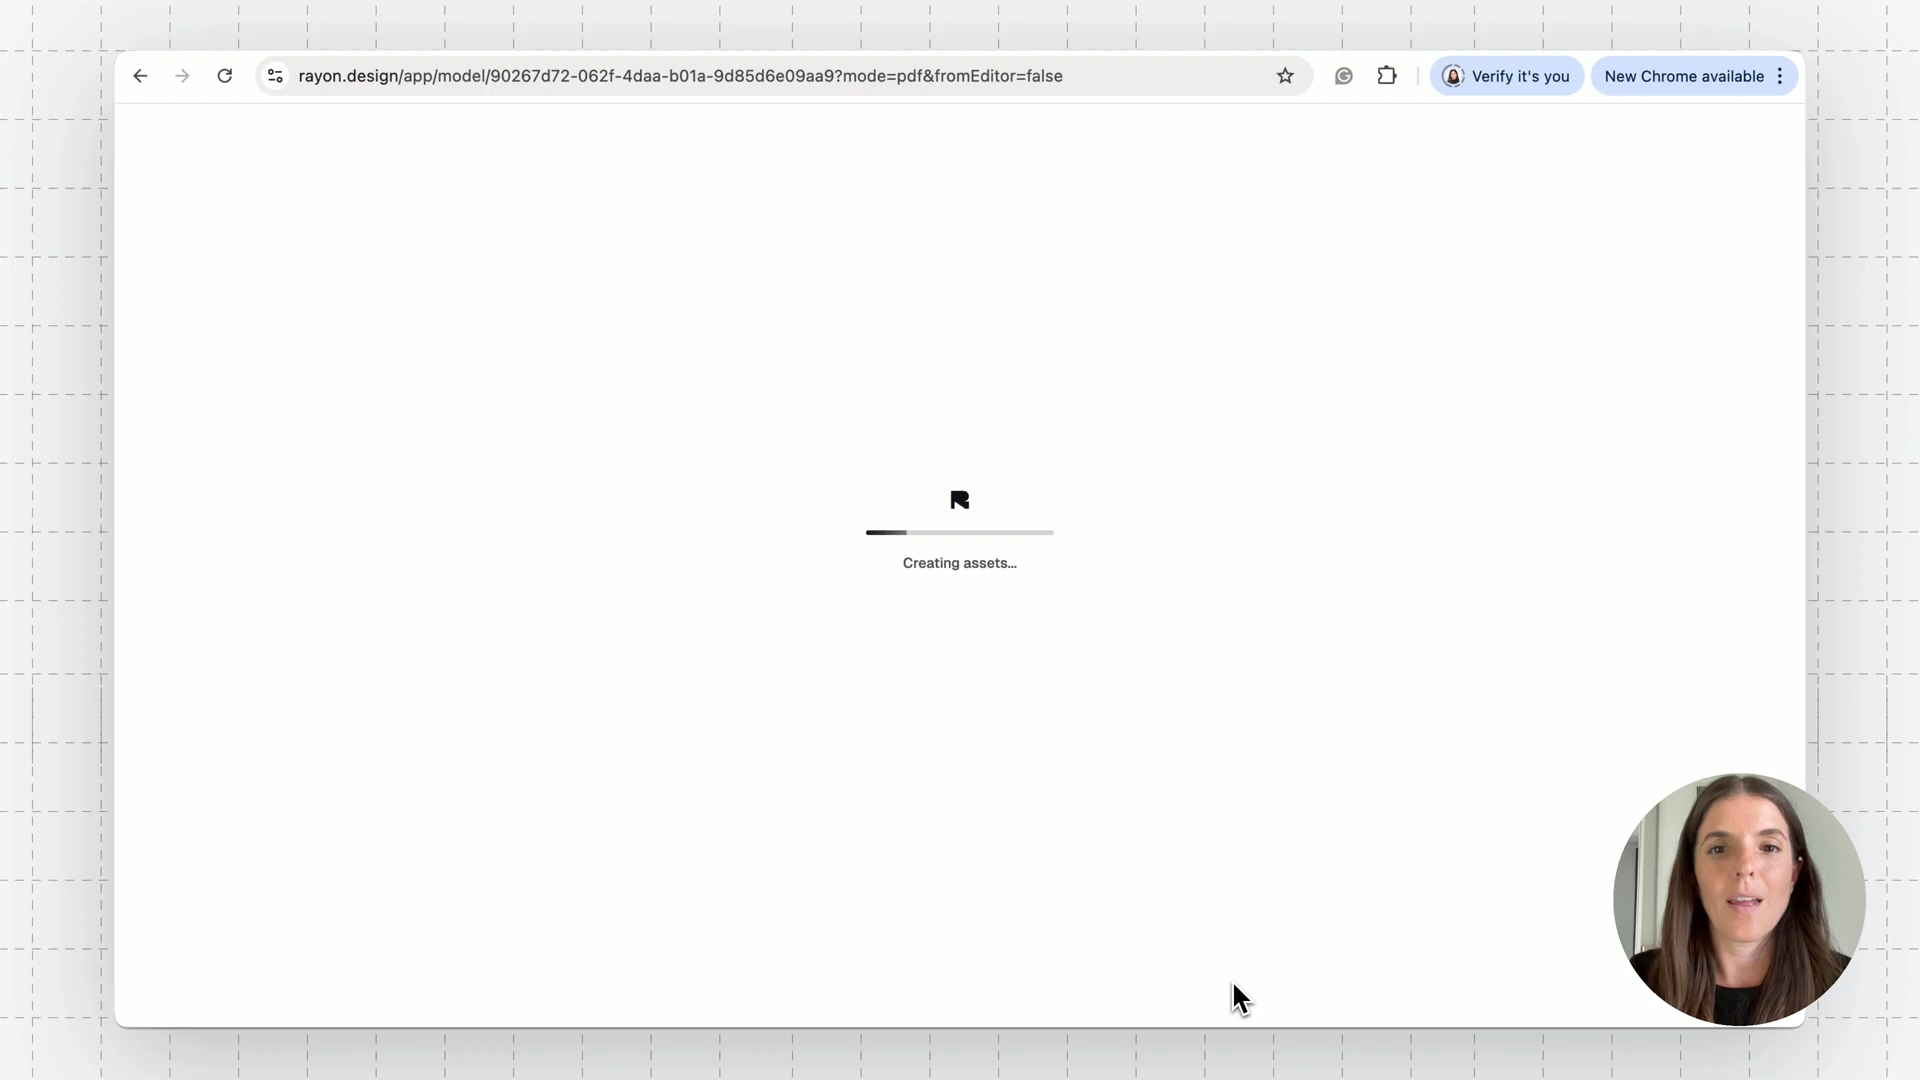 rayon.design/app/model/90267d72-062f-4daa-b01a-9d85d6e09aa9?mode=pdf&fromEditor=false
Verify it's you
New Chrome available
Creating assets...